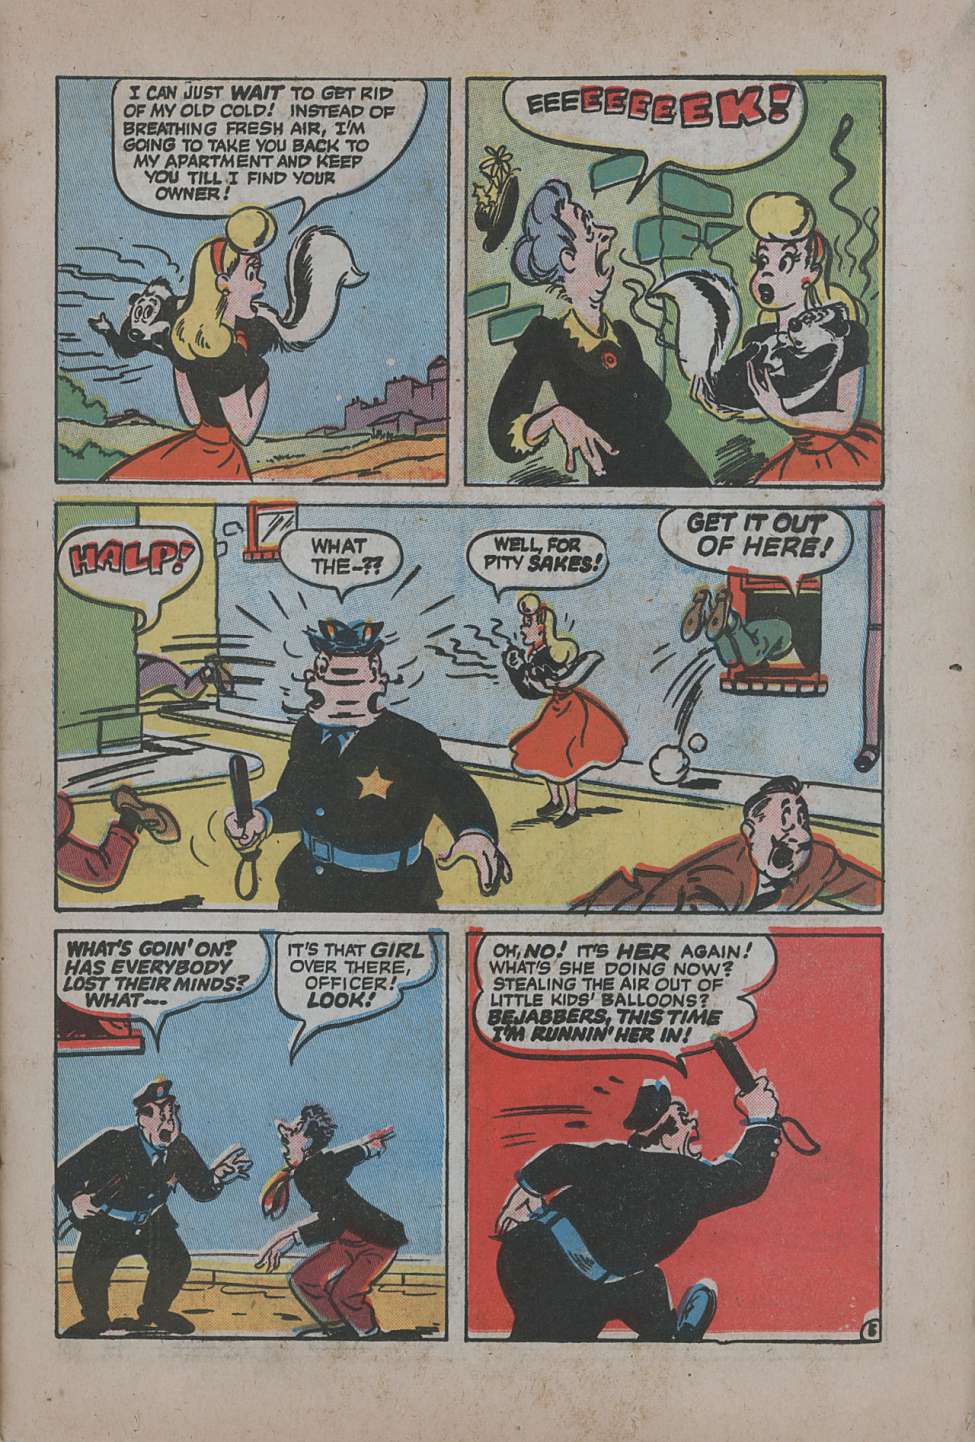 I CAN JUST WAIT TO GET RID
OF MY OLD COLD! INSTEAD OF
BREATHING FRESH AIR, I'M
GOING TO TAKE YOU BACK TO
MY APARTMENT AND KEEP
YOU TILL I FIND YOUR
OWNER!
EEEEEEEEEK!
HALP!
WHAT
THE--??
WELL, FOR
PITY SAKES!
GET IT OUT
OF HERE!
WHAT'S GOIN' ON?
HAS EVERYBODY
LOST THEIR MINDS?
WHAT---
IT'S THAT GIRL
OVER THERE,
OFFICER!
LOOK!
OH, NO! IT'S HER AGAIN!
WHAT'S SHE DOING NOW?
STEALING THE AIR OUT OF
LITTLE KIDS' BALLOONS?
BEJABBERS, THIS TIME
I'M RUNNIN' HER IN!